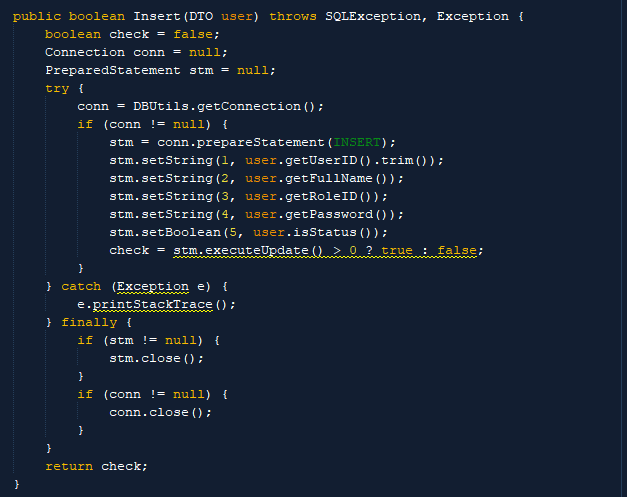 public boolean Insert(DTO user) throws SQLException, Exception {
    boolean check = false;
    Connection conn = null;
    PreparedStatement stm = null;
    try {
        conn = DBUtils.getConnection();
        if (conn != null) {
            stm = conn.prepareStatement(INSERT);
            stm.setString(1, user.getUserID().trim());
            stm.setString(2, user.getFullName());
            stm.setString(3, user.getRoleID());
            stm.setString(4, user.getPassword());
            stm.setBoolean(5, user.isStatus());
            check = stm.executeUpdate() > 0 ? true : false;
        }
    } catch (Exception e) {
        e.printStackTrace();
    } finally {
        if (stm != null) {
            stm.close();
        }
        if (conn != null) {
            conn.close();
        }
    }
    return check;
}